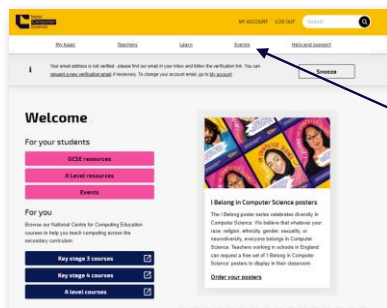 Isaac
Computer
Science
MY ACCOUNT LOG OUT Search
My Isaac Teachers Learn Events Help and support
i
Your email address is not verified - please find our email in your inbox and follow the verification link. You can
request a new verification email if necessary. To change your account email, go to My account.
Snooze
Welcome
For your students
GCSE resources
A Level resources
Events
For you
Browse our National Centre for Computing Education
courses to help you teach computing across the
secondary curriculum
Key stage 3 courses
Key stage 4 courses
A level courses
I Belong in Computer Science posters
The I Belong poster series celebrates diversity in
Computer Science. We believe that whatever your
race, religion, ethnicity, gender, sexuality, or
neurodiversity, everyone belongs in Computer
Science. Teachers working in schools in England
can request a free set of 'I Belong in Computer
Science' posters to display in their classroom.
Order your posters